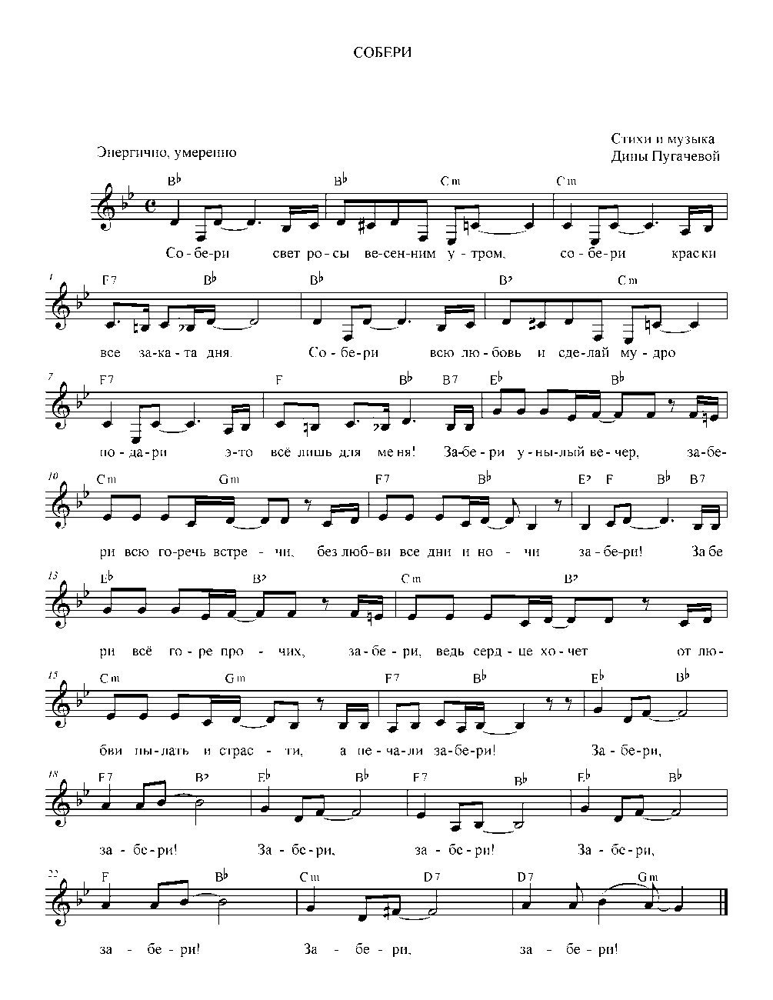 СОБЕРИ
Стихи и музыка
Энергично, умеренно
Дины Пугачевой
B♭ B♭ Cm Cm
Со - бе-ри свет ро-сы ве-сен-ним у - тром, со - бе - ри краски
F7 B♭ B♭ B♭ Cm
все за-ка-та дня. Со - бе - ри всю лю - бовь и сде-лай му - дро
7
F7 F B♭ B7 E♭ B♭
по - да - ри э-то всё лишь для меня! За-бе - ри у - ны-лый ве - чер, за-бе-
10
Cm Gm F7 B♭ E♭ F B♭ B7
ри всю го-речь встре - чи, без люб-ви все дни и но - чи за - бе-ри! За бе
13
E♭ B♭ Cm B♭
ри всё го - ре про - чих, за - бе - ри, ведь серд - це хо - чет от лю -
15
Cm Gm F7 B♭ E♭ B♭
бви пы-лать и страс - ти, а пе-ча-ли за-бе-ри! За - бе-ри,
18
F7 B♭ E♭ B♭ F7 B♭ E♭ B♭
за - бе - ри! За - бе - ри, за - бе - ри! За - бе - ри,
22
F B♭ Cm D7 D7 Gm
за - бе - ри! За - бе - ри, за - бе - ри!